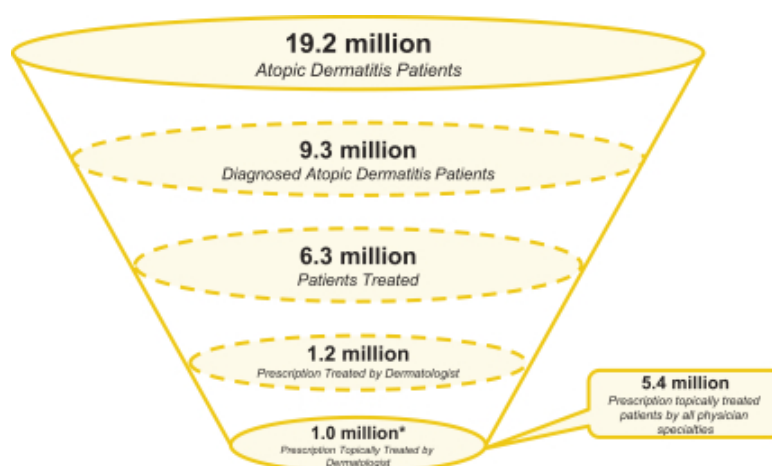 19.2 million
Atopic Dermatitis Patients
9.3 million
Diagnosed Atopic Dermatitis Patients
6.3 million
Patients Treated
1.2 million
Prescription Treated by Dermatologist
1.0 million*
Prescription Topically Treated by
Dermatologist
5.4 million
Prescription topically treated
patients by all physician
specialties